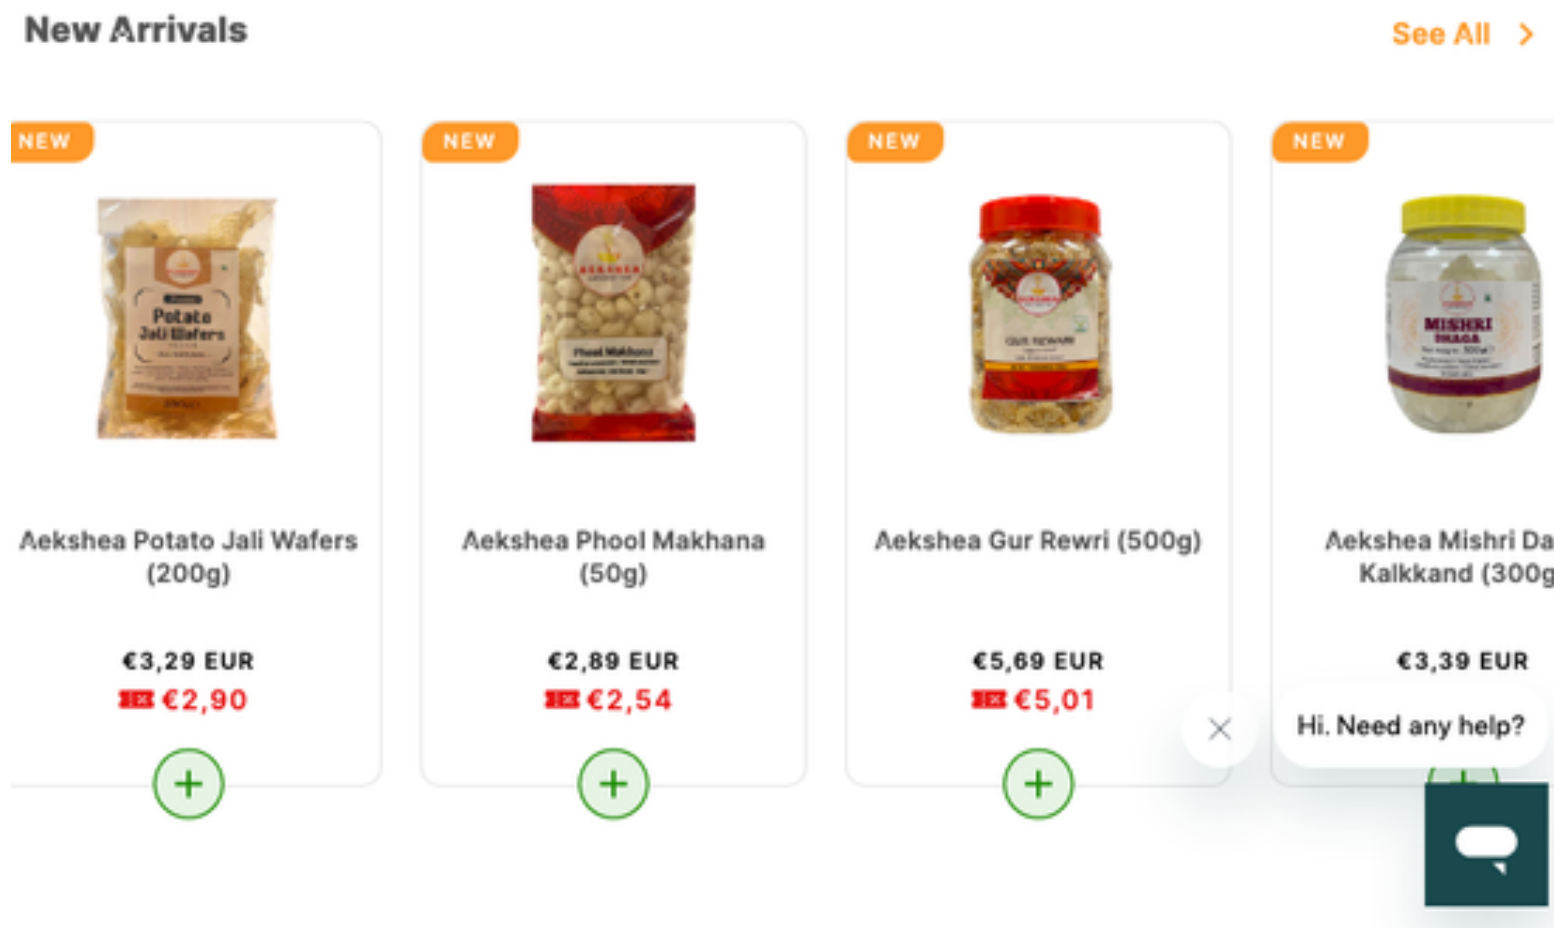 New Arrivals
See All
NEW
NEW
NEW
NEW
Potato
Jali Wafers
AEKSHEA
Phool Makhana
GUR REWARI
MISHRI
DHAGA
Aekshea Potato Jali Wafers
(200g)
Aekshea Phool Makhana
(50g)
Aekshea Gur Rewri (500g)
Aekshea Mishri Da
Kalkkand (300g
€3,29 EUR
€2,90
€2,89 EUR
€2,54
€5,69 EUR
€5,01
€3,39 EUR
Hi. Need any help?